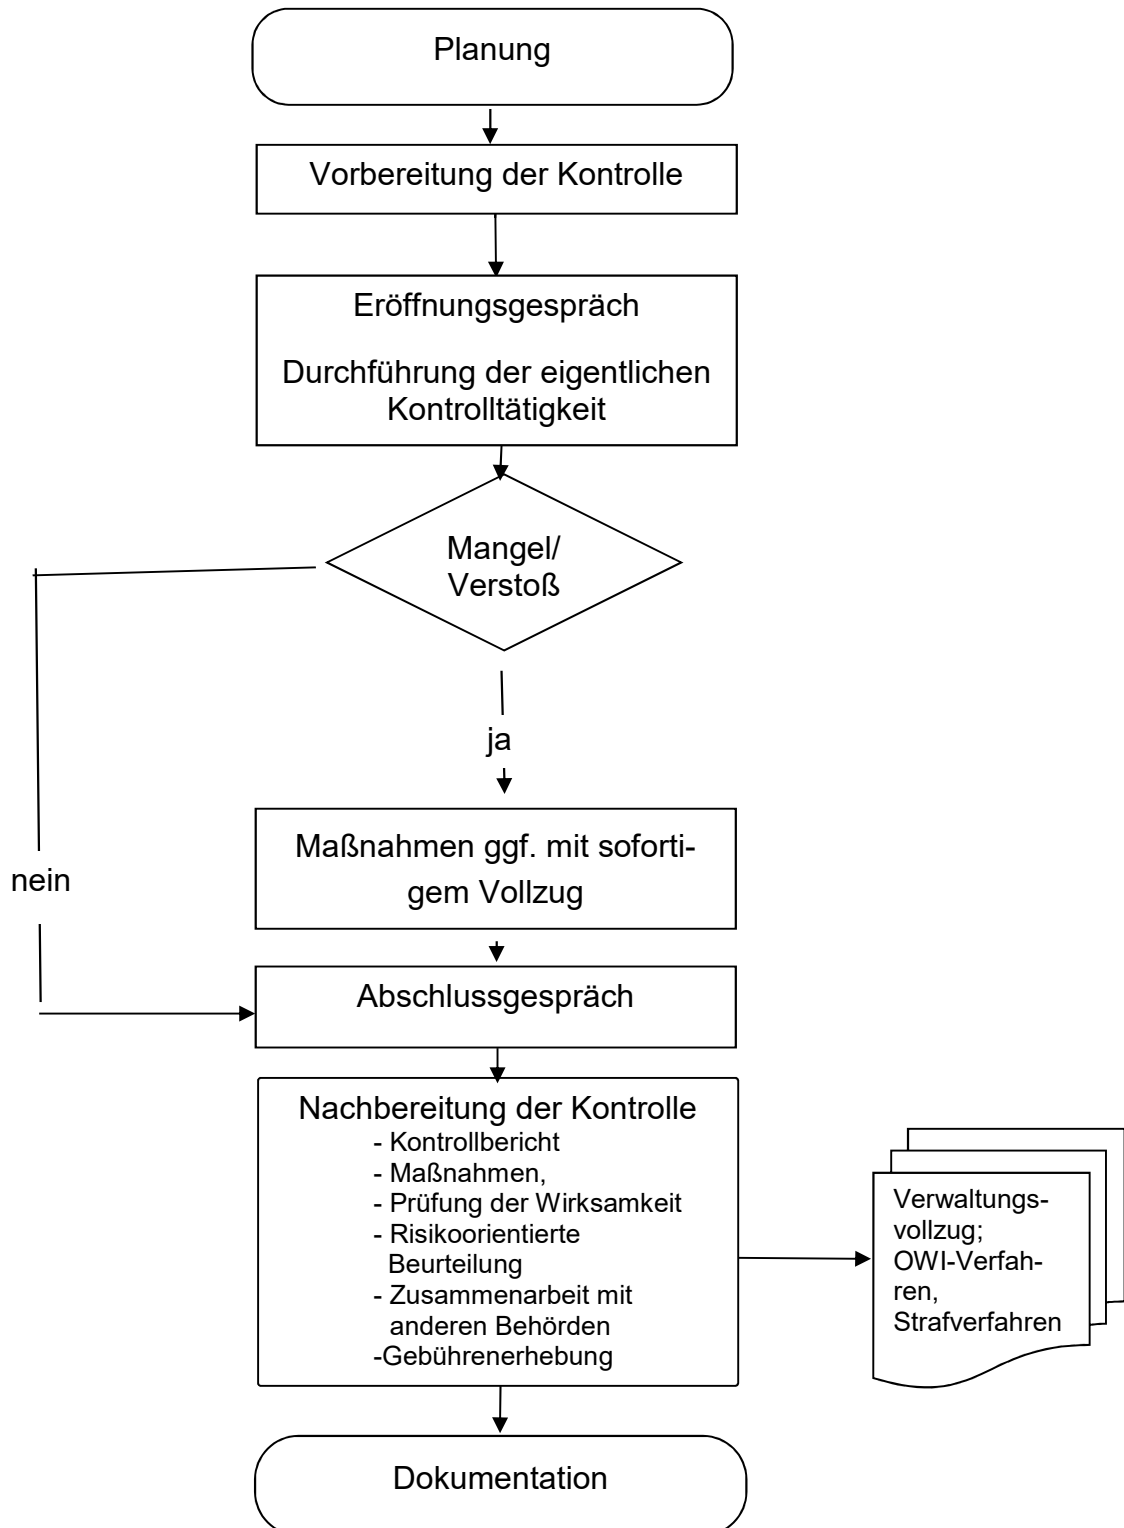 Planung
Vorbereitung der Kontrolle
Eröffnungsgespräch
Durchführung der eigentlichen
Kontrolltätigkeit
Mangel/
Verstoß
ja
Maßnahmen ggf. mit soforti-
gem Vollzug
nein
Abschlussgespräch
Nachbereitung der Kontrolle
- Kontrollbericht
- Maßnahmen,
- Prüfung der Wirksamkeit
- Risikoorientierte
Beurteilung
- Zusammenarbeit mit
anderen Behörden
-Gebührenerhebung
Verwaltungs-
vollzug;
OWI-Verfah-
ren,
Strafverfahren
Dokumentation